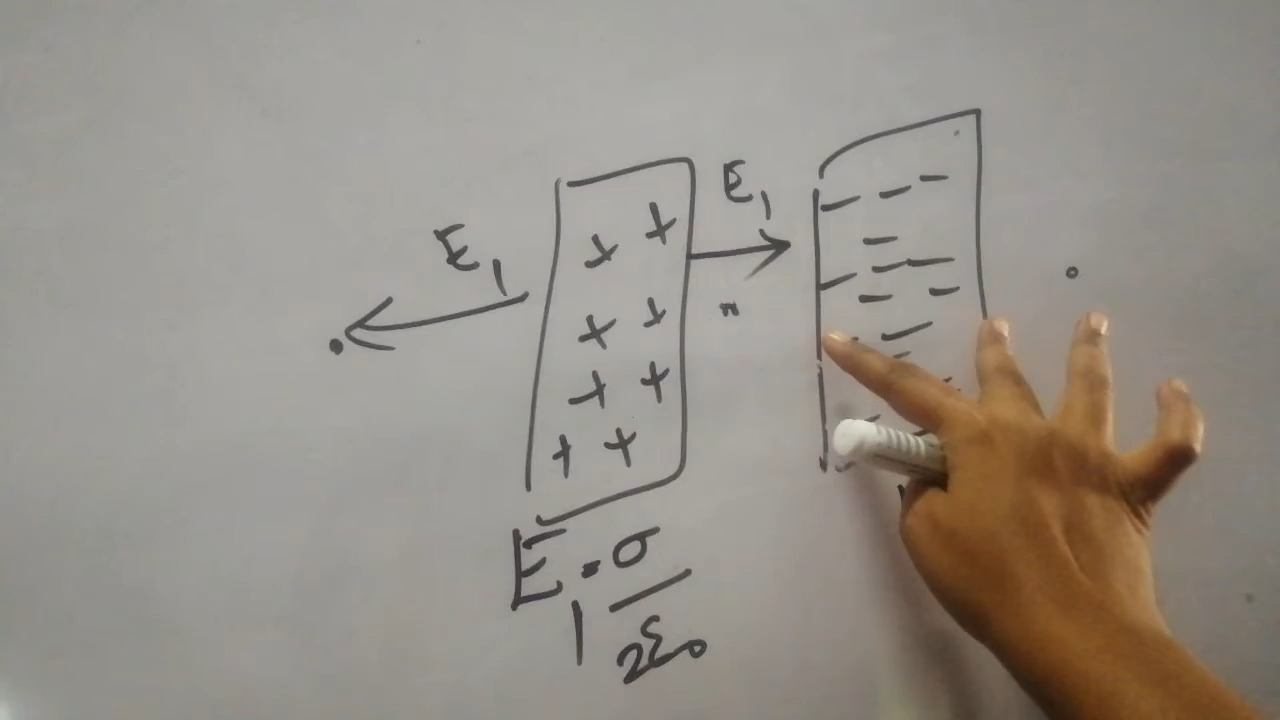 E₁
E₁
+ +
+ +
+ +
+ +
E₁ = σ/2ε₀